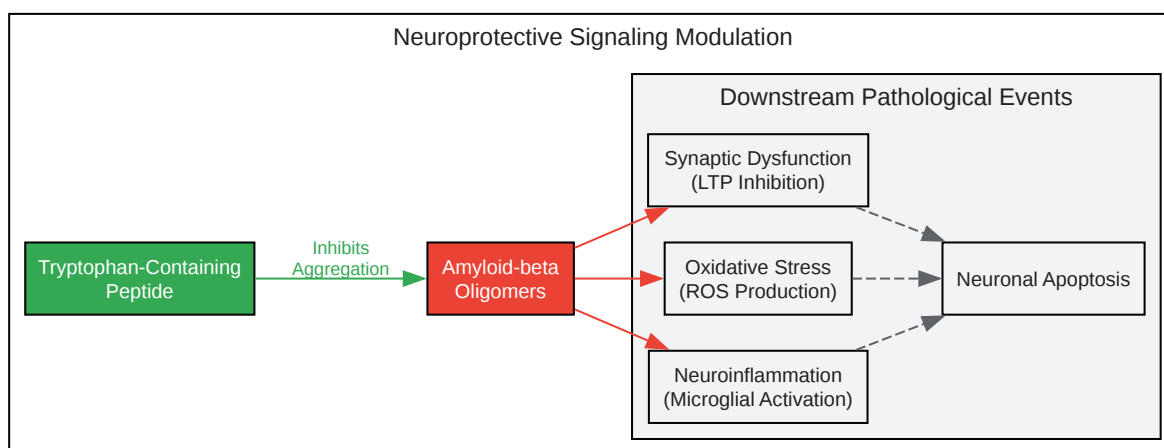 Neuroprotective Signaling Modulation
Downstream Pathological Events
Tryptophan-Containing
Peptide
Inhibits
Aggregation
Amyloid-beta
Oligomers
Synaptic Dysfunction
(LTP Inhibition)
Oxidative Stress
(ROS Production)
Neuroinflammation
(Microglial Activation)
Neuronal Apoptosis